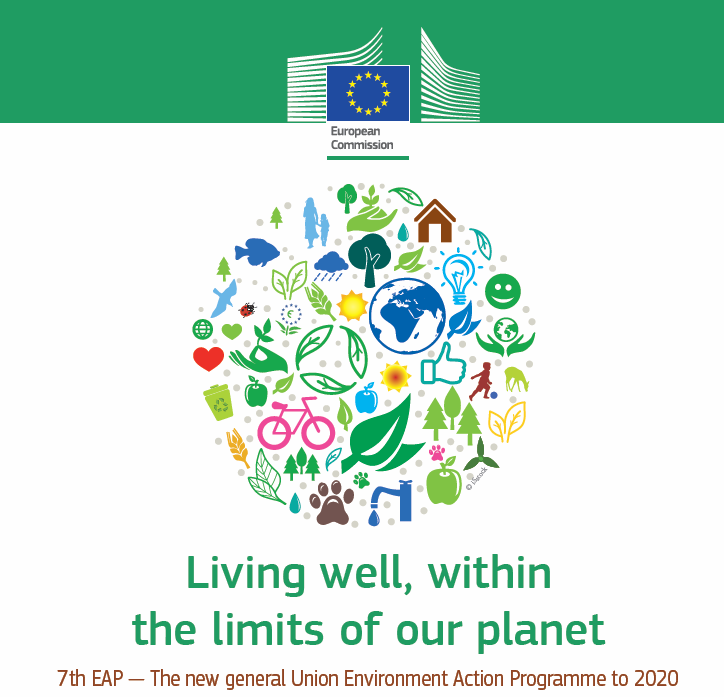 European
Commission
© iStock
Living well, within
the limits of our planet
7th EAP — The new general Union Environment Action Programme to 2020